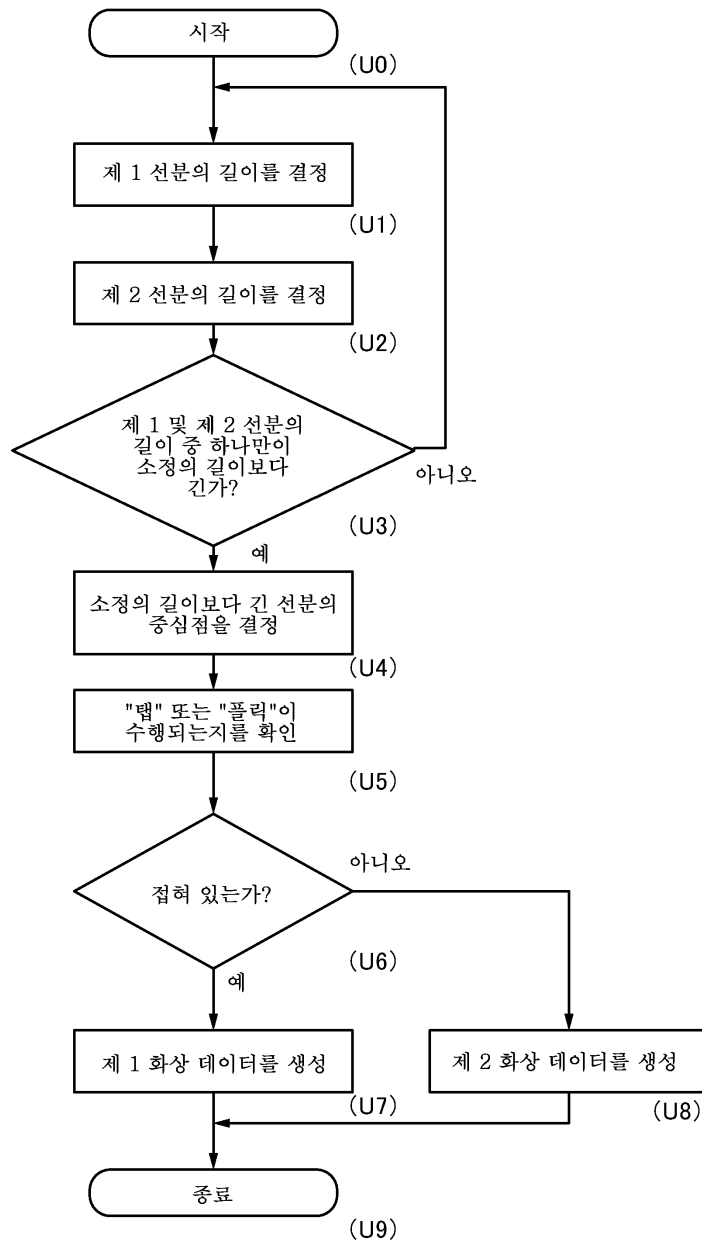 시작
(U0)
제 1 선분의 길이를 결정
(U1)
제 2 선분의 길이를 결정
(U2)
제 1 및 제 2 선분의
길이 중 하나만이
소정의 길이보다
긴가?
아니오
(U3)
예
소정의 길이보다 긴 선분의
중심점을 결정
(U4)
"탭" 또는 "플릭"이
수행되는지를 확인
(U5)
아니오
접혀 있는가?
(U6)
예
제 1 화상 데이터를 생성
제 2 화상 데이터를 생성
(U7)
(U8)
종료
(U9)